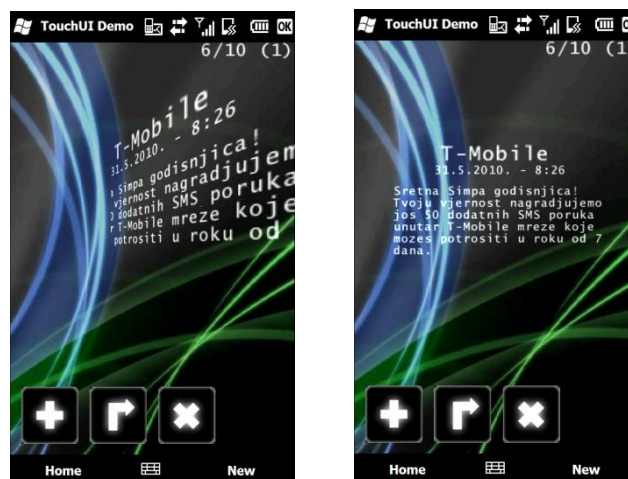 TouchUI Demo OK
6/10 (1)
T-Mobile
31.5.2010. - 8:26
Simpa godisnjica!
vjernost nagradjujem
dodatnih SMS poruka
T-Mobile mreze koje
potrositi u roku od
Home New
TouchUI Demo
6/10 (1
T-Mobile
31.5.2010. - 8:26
Sretna Simpa godisnjica!
Tvoju vjernost nagradjujemo
jos 50 dodatnih SMS poruka
unutar T-Mobile mreze koje
mozes potrositi u roku od 7
dana.
Home New